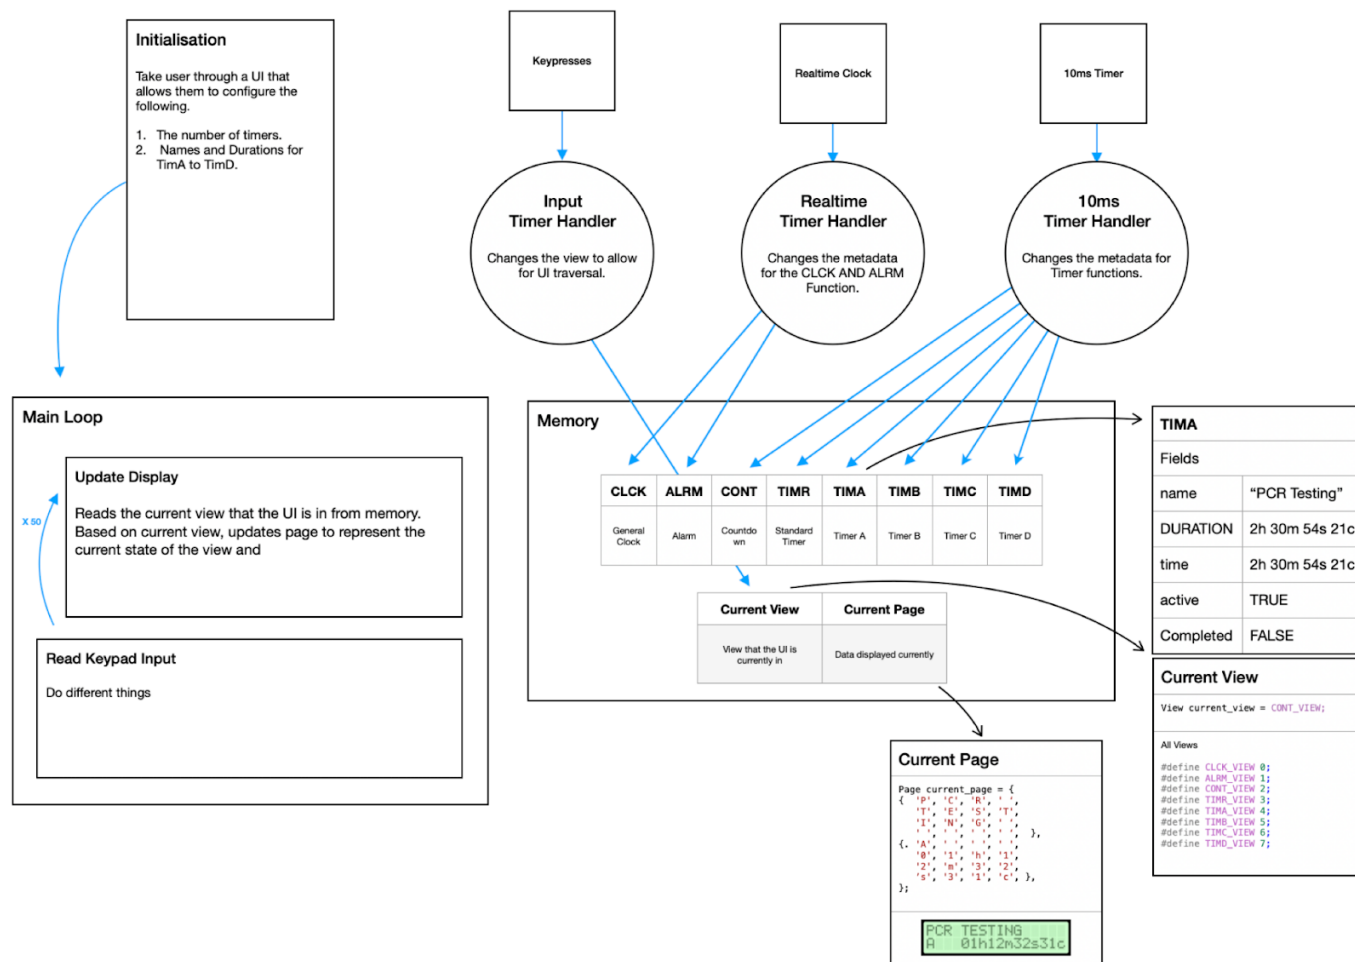 Initialisation
Take user through a UI that
allows them to configure the
following.
1. The number of timers.
2. Names and Durations for
TimA to TimD.
Keypresses
Realtime Clock
10ms Timer
Input
Timer Handler
Changes the view to allow
for UI traversal.
Realtime
Timer Handler
Changes the metadata
for the CLCK AND ALRM
Function.
10ms
Timer Handler
Changes the metadata for
Timer functions.
Main Loop
Update Display
Reads the current view that the UI is in from memory.
Based on current view, updates page to represent the
current state of the view and
X 50
Read Keypad Input
Do different things
Memory
CLCK ALRM CONT TIMR TIMA TIMB TIMC TIMD
General
Clock
Alarm
Countdo
wn
Standard
Timer
Timer A
Timer B
Timer C
Timer D
Current View
Current Page
View that the UI is
currently in
Data displayed currently
TIMA
Fields
name “PCR Testing”
DURATION 2h 30m 54s 21c
time 2h 30m 54s 21c
active TRUE
Completed FALSE
Current View
View current_view = CONT_VIEW;
All Views
#define CLCK_VIEW 0;
#define ALRM_VIEW 1;
#define CONT_VIEW 2;
#define TIMR_VIEW 3;
#define TIMA_VIEW 4;
#define TIMB_VIEW 5;
#define TIMC_VIEW 6;
#define TIMD_VIEW 7;
Current Page
Page current_page = {
{ 'P', 'C', 'R', ' ',
'T', 'E', 'S', 'T',
'I', 'N', 'G', ' ',
' ', ' ', ' ', ' ', },
{. 'A', ' ', ' ', ' ',
'0', '1', 'h', '1',
'2', 'm', '3', '2',
's', '3', '1', 'c', },
};
PCR TESTING
A 01h12m32s31c